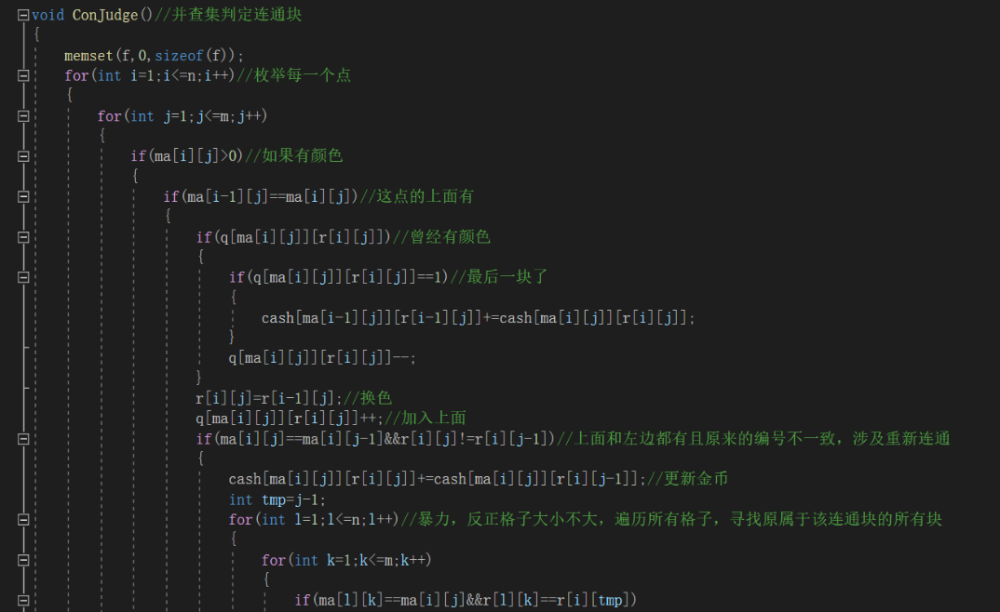 void ConJudge()//并查集判定连通块
{
memset(f,0,sizeof(f));
for(int i=1;i<=n;i++)//枚举每一个点
{
for(int j=1;j<=m;j++)
{
if(ma[i][j]>0)//如果有颜色
{
if(ma[i-1][j]==ma[i][j])//这点的上面有
{
if(q[ma[i][j]][r[i][j]])//曾经有颜色
{
if(q[ma[i][j]][r[i][j]]==1)//最后一块了
{
cash[ma[i-1][j]][r[i-1][j]]+=cash[ma[i][j]][r[i][j]];
}
q[ma[i][j]][r[i][j]]--;
}
r[i][j]=r[i-1][j];//换色
q[ma[i][j]][r[i][j]]++;//加入上面
if(ma[i][j]==ma[i][j-1]&&r[i][j]!=r[i][j-1])//上面和左边都有且原来的编号不一致，涉及重新连通
{
cash[ma[i][j]][r[i][j]]+=cash[ma[i][j]][r[i][j-1]];//更新金币
int tmp=j-1;
for(int l=1;l<=n;l++)//暴力，反正格子大小不大，遍历所有格子，寻找原属于该连通块的所有块
{
for(int k=1;k<=m;k++)
{
if(ma[l][k]==ma[i][j]&&r[l][k]==r[i][tmp])